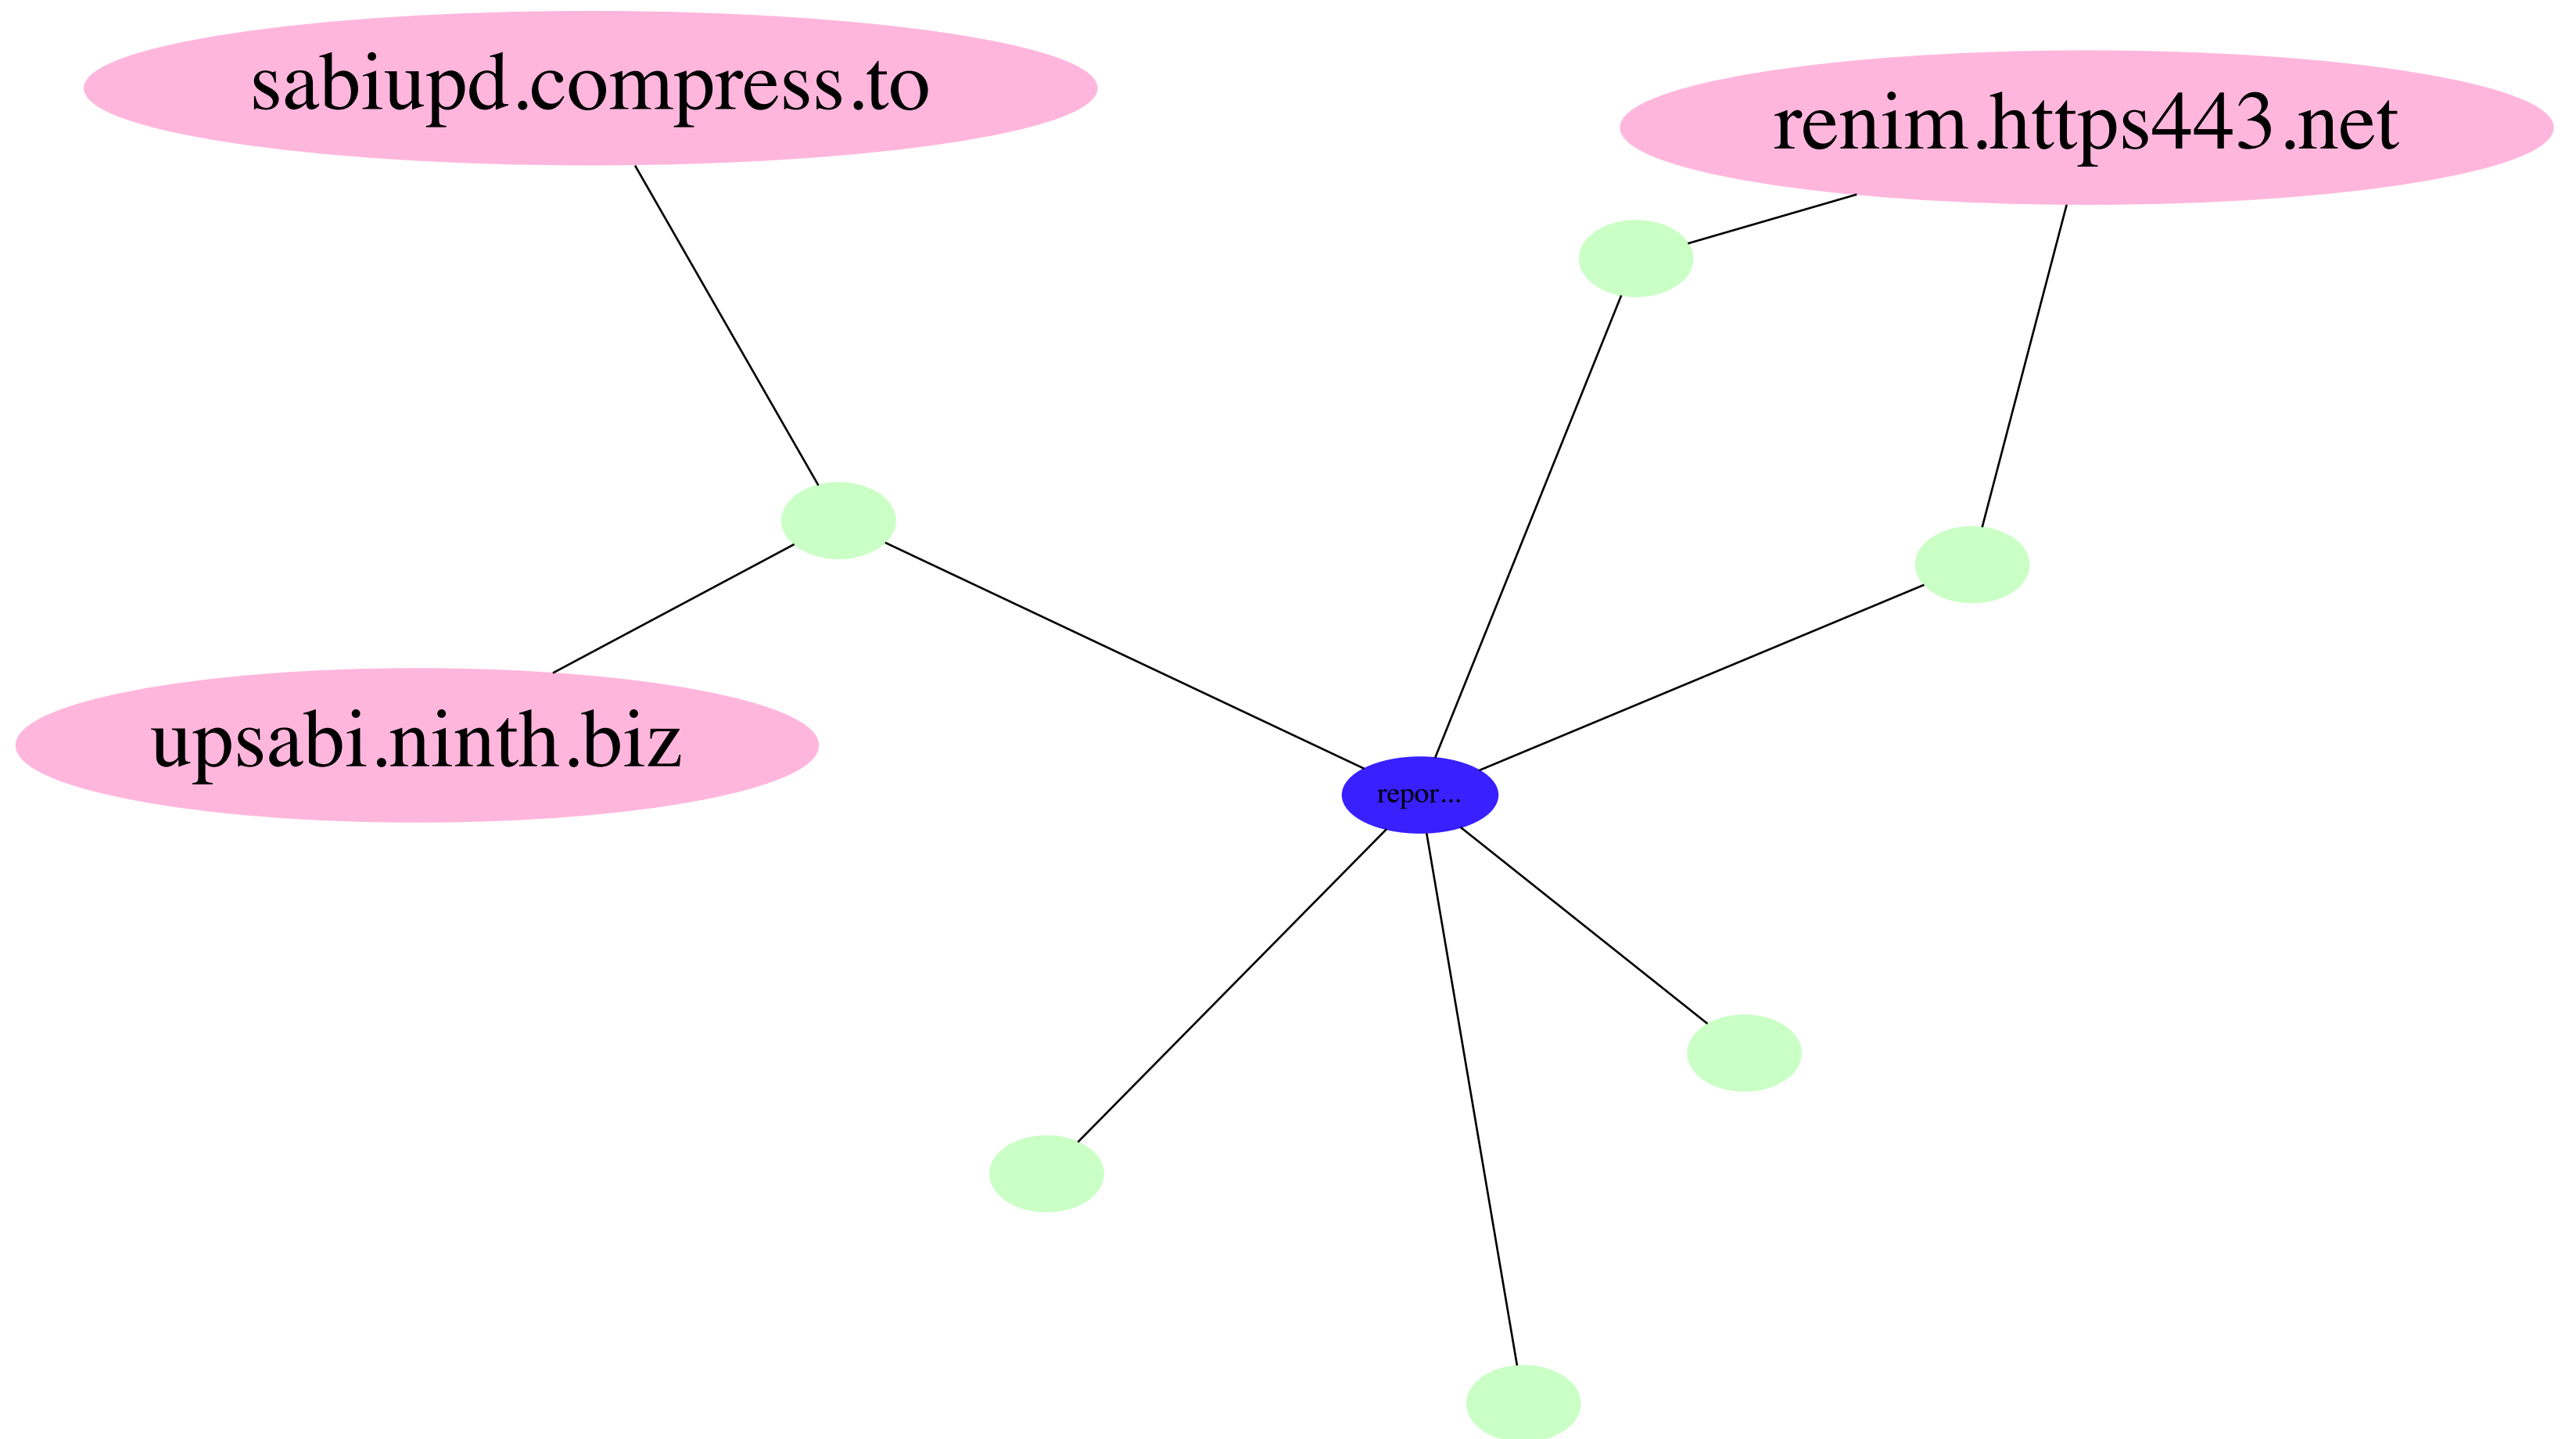 sabiupd.compress.to
renim.https443.net
upsabi.ninth.biz
repor...